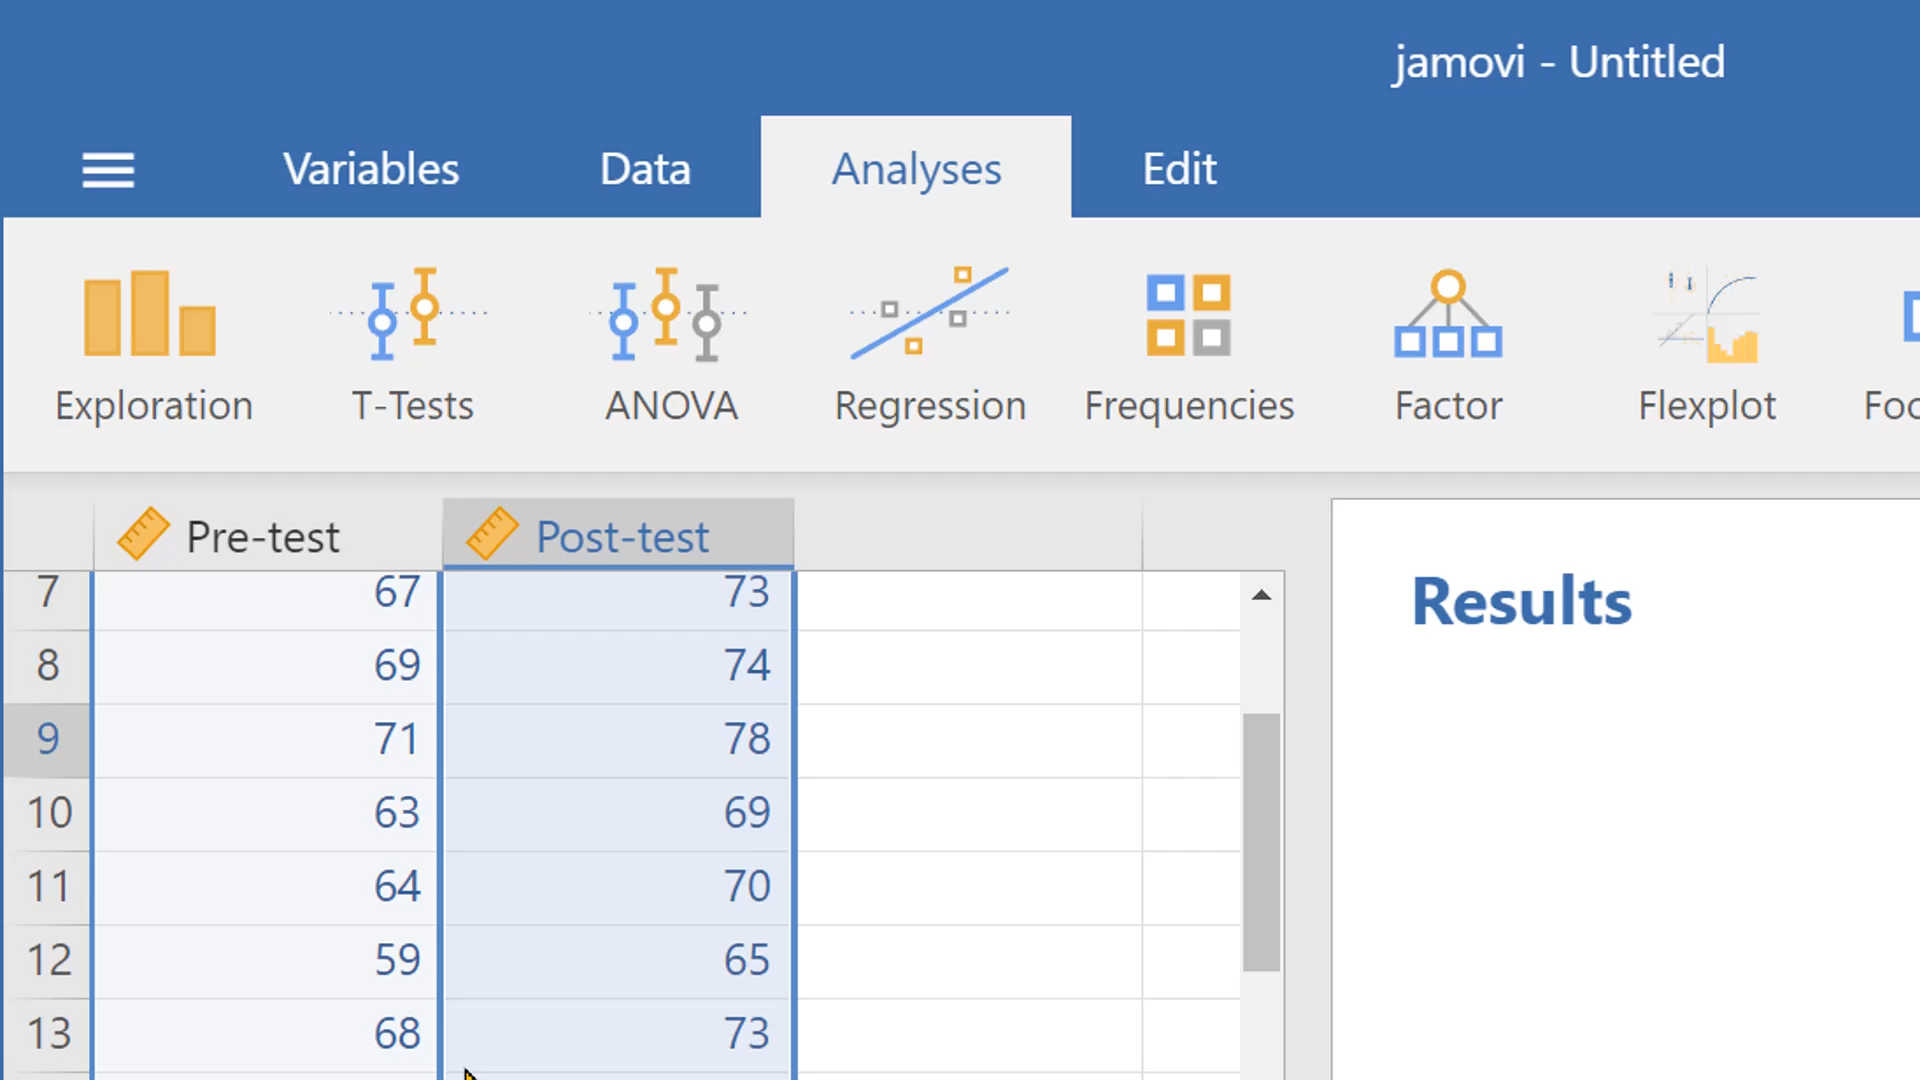 jamovi - Untitled
Variables Data Analyses Edit
Exploration T-Tests ANOVA Regression Frequencies Factor Flexplot
Pre-test Post-test
7 67 73
8 69 74
9 71 78
10 63 69
11 64 70
12 59 65
13 68 73
Results